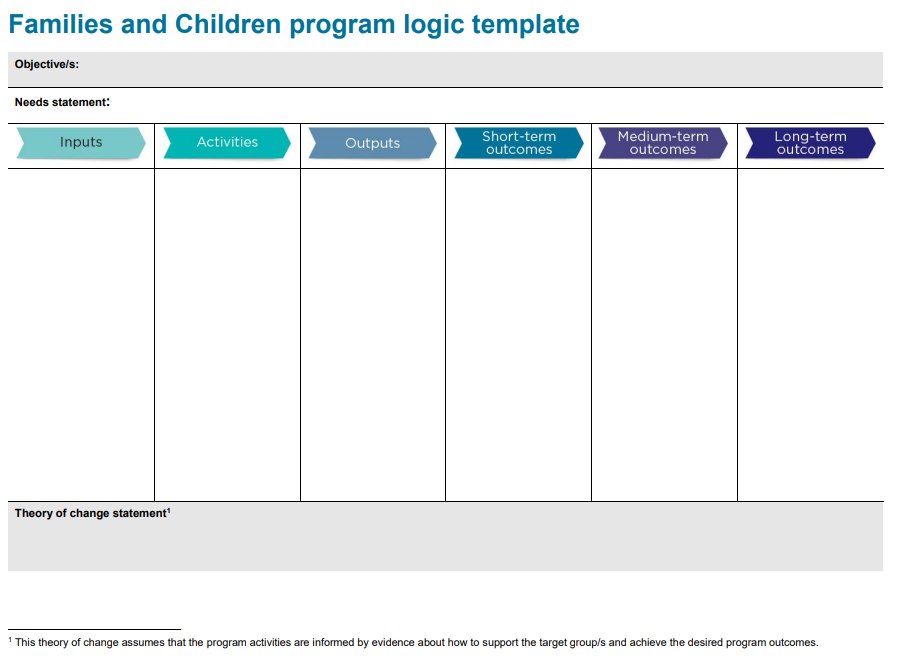 Families and Children program logic template
Objective/s:
Needs statement:
Inputs
Activities
Outputs
Short-term
outcomes
Medium-term
outcomes
Long-term
outcomes
Theory of change statement¹
¹ This theory of change assumes that the program activities are informed by evidence about how to support the target group/s and achieve the desired program outcomes.